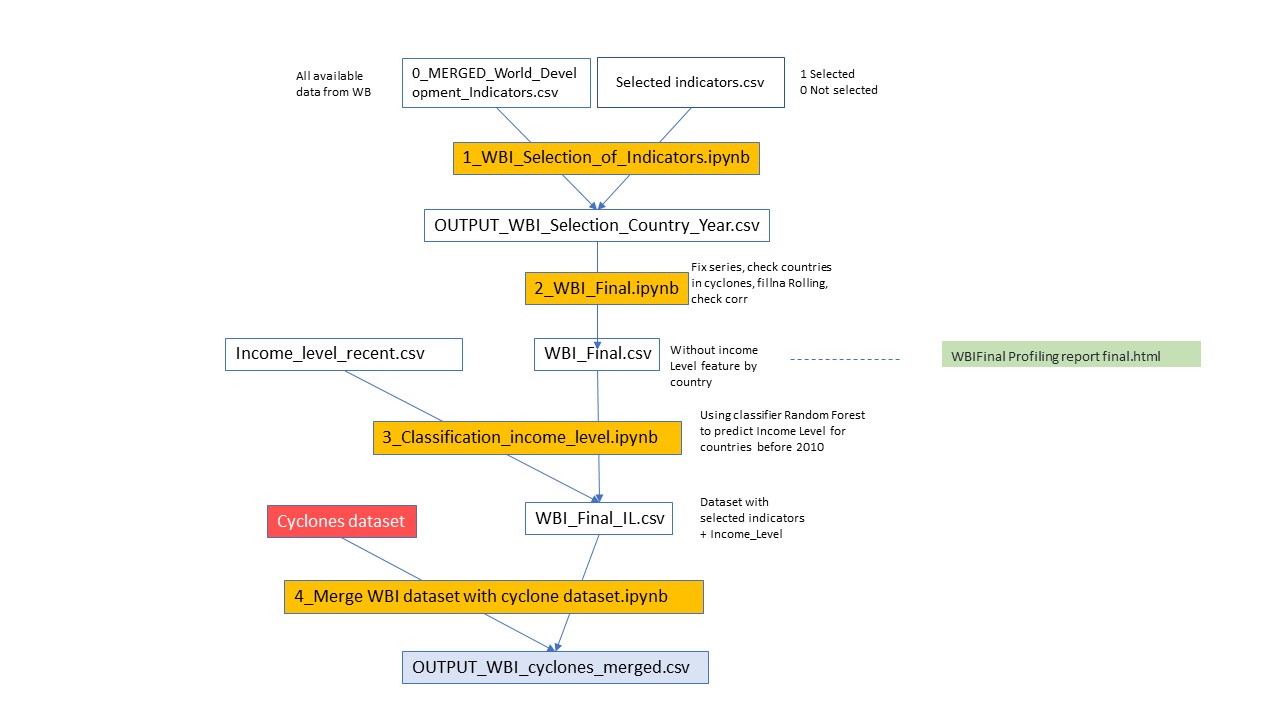 All available
data from WB
0_MERGED_World_Devel
opment_Indicators.csv
Selected indicators.csv
1 Selected
0 Not selected
1_WBI_Selection_of_Indicators.ipynb
OUTPUT_WBI_Selection_Country_Year.csv
2_WBI_Final.ipynb
Fix series, check countries
in cyclones, fillna Rolling,
check corr
Income_level_recent.csv
WBI_Final.csv
Without income
Level feature by
country
WBIFinal Profiling report final.html
3_Classification_income_level.ipynb
Using classifier Random Forest
to predict Income Level for
countries before 2010
Cyclones dataset
WBI_Final_IL.csv
Dataset with
selected indicators
+ Income_Level
4_Merge WBI dataset with cyclone dataset.ipynb
OUTPUT_WBI_cyclones_merged.csv